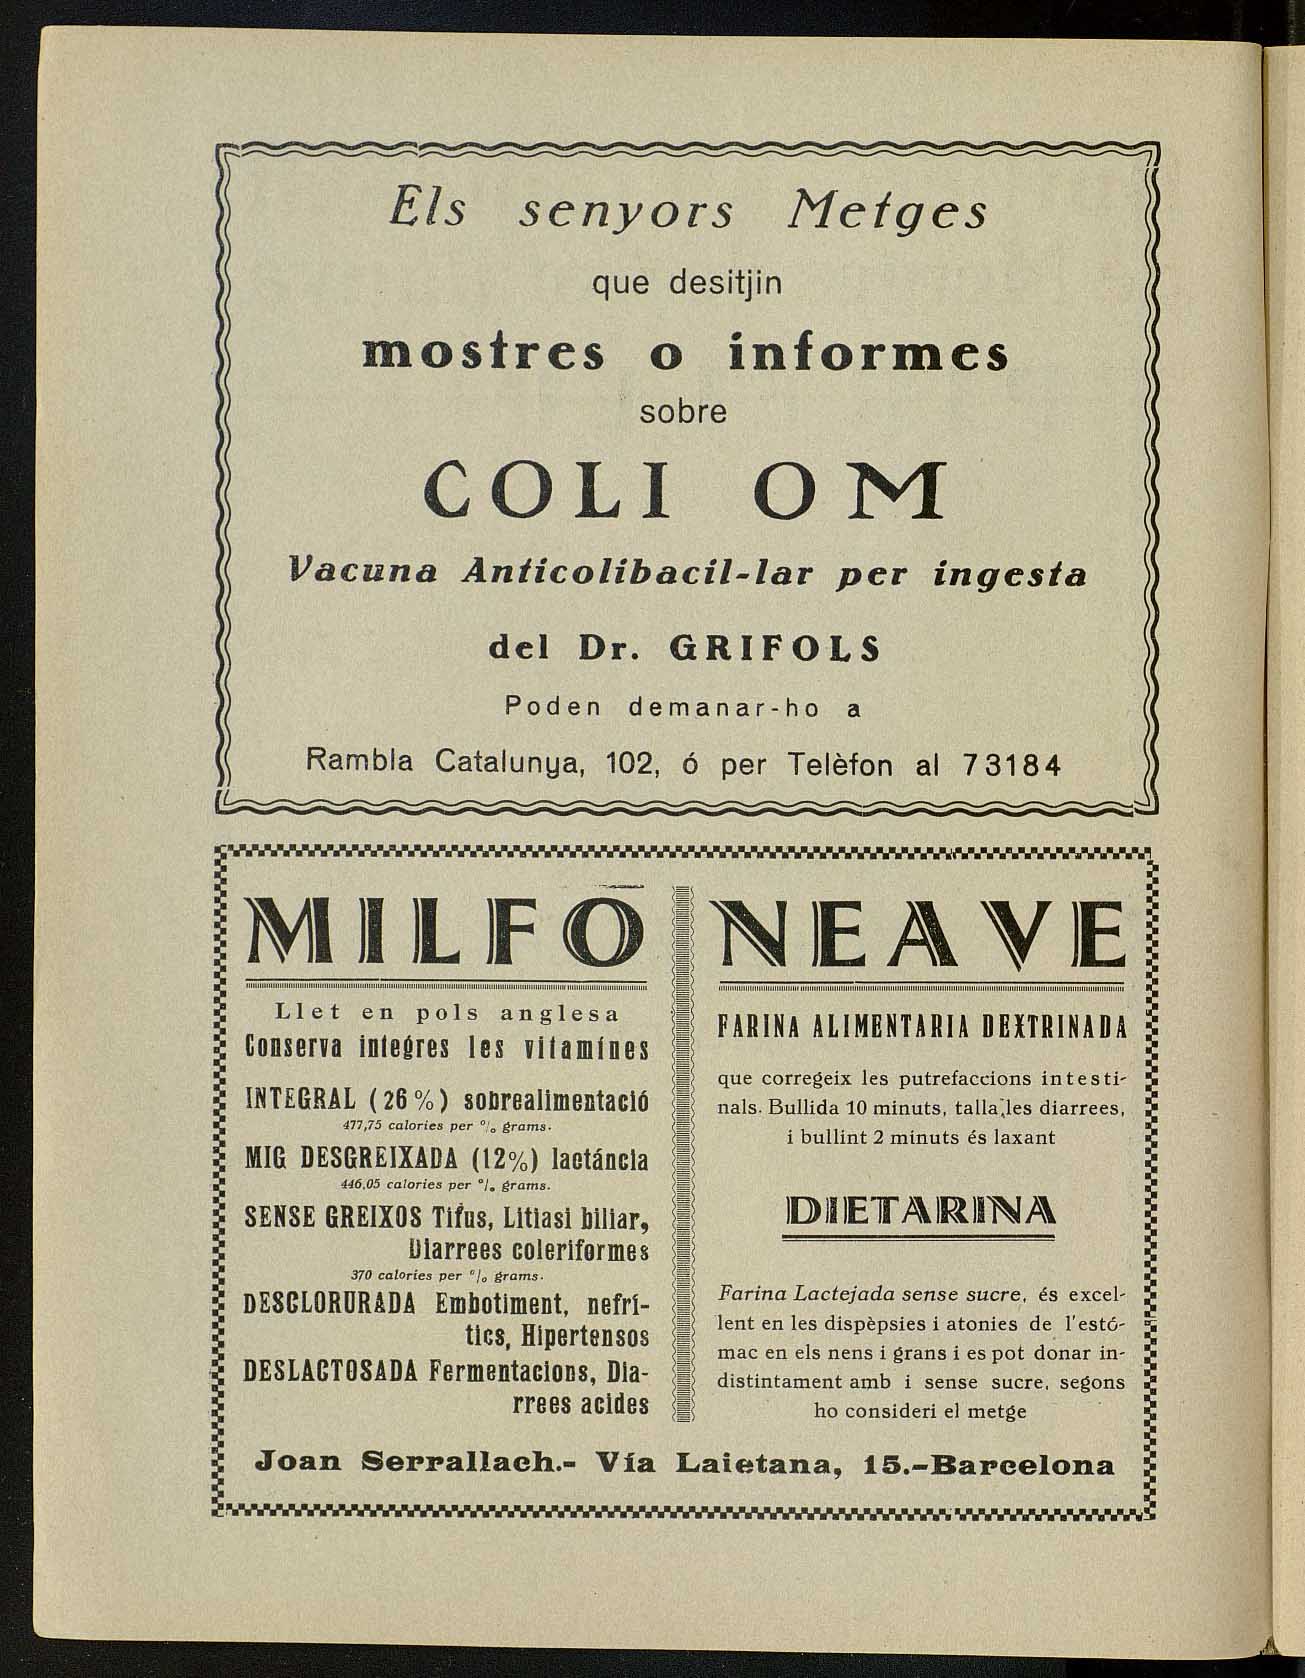 Els senyors Metges
que desitjin
mostres o informes
sobre
COLI OM
Vacuna Anticolibacil-lar per ingesta
del Dr. GRIFOLS
Poden demanar-ho a
Rambla Catalunya, 102, ó per Telèfon al 73184
MILFO
Llet en pols anglesa
Conserva integres les vitamínes
INTEGRAL (26%) sobrealimentació
477,75 calories per % grams.
MIG DESGREIXADA (12%) lactáncia
446,05 calories per % grams.
SENSE GREIXOS Tifus, Litiasi biliar,
Diarrees coleriformes
370 calories per % grams.
DESCLORURADA Embotiment, nefrí-
tics, Hipertensos
DESLACTOSADA Fermentacions, Dia-
rrees acides
NEAVE
FARINA ALIMENTARIA DEXTRINADA
que corregeix les putrefaccions intesti-
nals. Bullida 10 minuts, talla les diarrees,
i bullint 2 minuts és laxant
DIETARINA
Farina Lactejada sense sucre, és excel-
lent en les dispèpsies i atonies de l'estó-
mac en els nens i grans i es pot donar in-
distintament amb i sense sucre, segons
ho consideri el metge
Joan Serrallach.- Vía Laietana, 15.-Barcelona